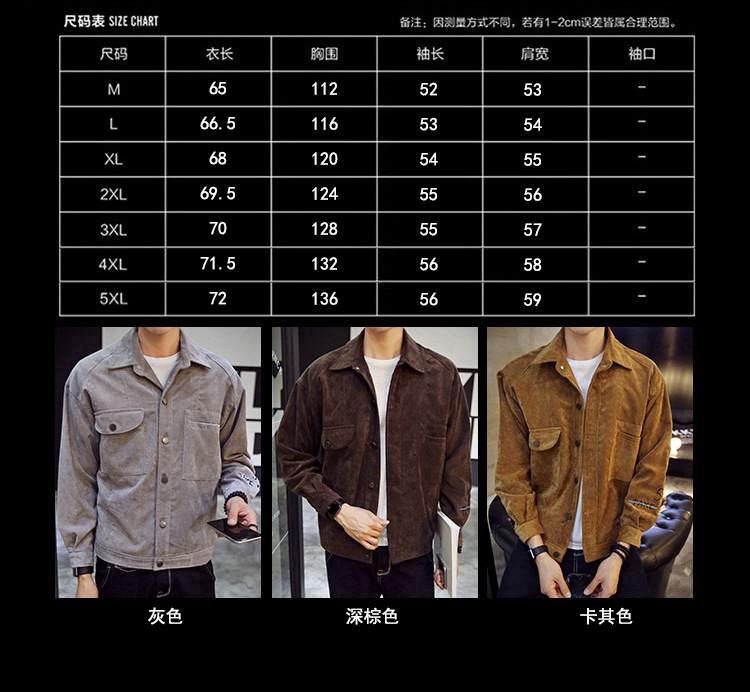 尺码表 SIZE CHART 备注：因测量方式不同，若有1-2cm误差皆属合理范围。
尺码 衣长 胸围 袖长 肩宽 袖口
M 65 112 52 53 -
L 66.5 116 53 54 -
XL 68 120 54 55 -
2XL 69.5 124 55 56 -
3XL 70 128 55 57 -
4XL 71.5 132 56 58 -
5XL 72 136 56 59 -
灰色 深棕色 卡其色